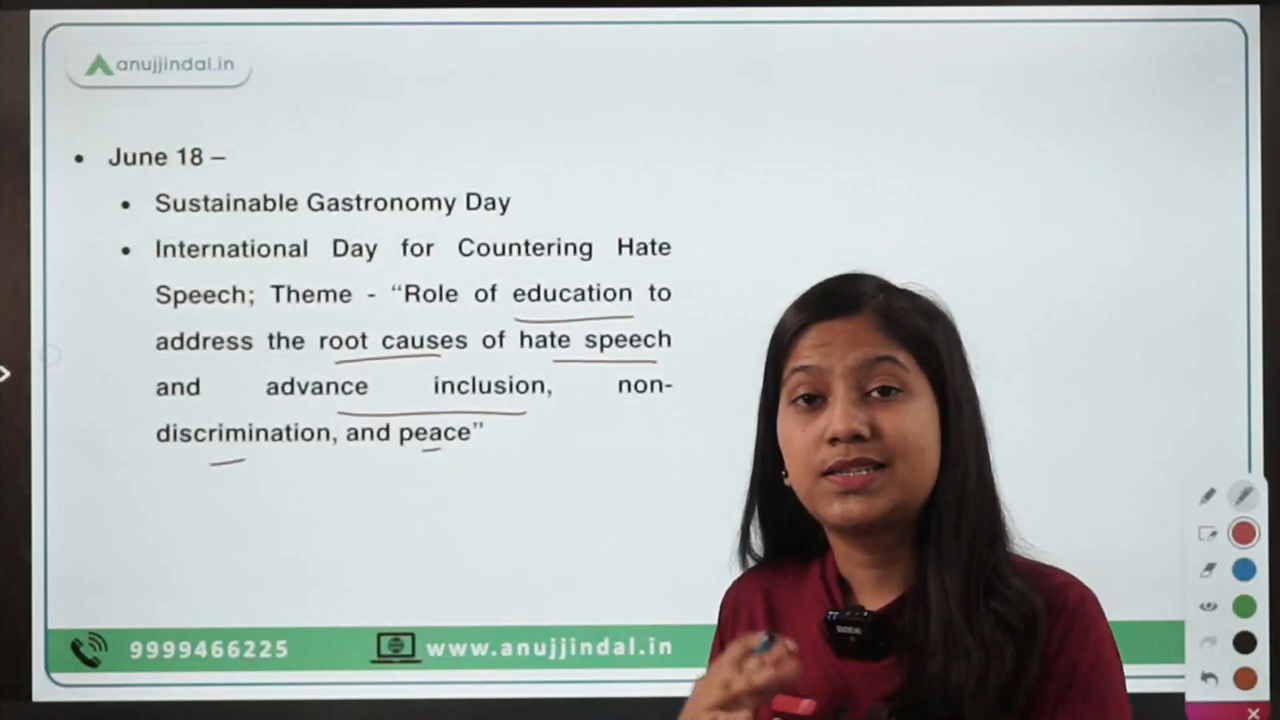 anujjindal.in
• June 18 –
• Sustainable Gastronomy Day
• International Day for Countering Hate
Speech; Theme - “Role of education to
address the root causes of hate speech
and advance inclusion, non-
discrimination, and peace”
9999466225
www.anujjindal.in